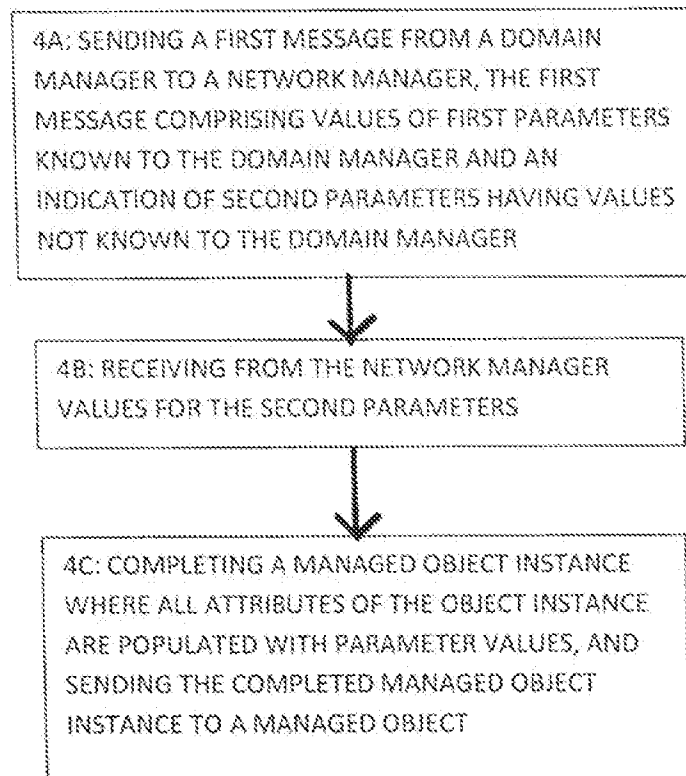 4A: SENDING A FIRST MESSAGE FROM A DOMAIN
MANAGER TO A NETWORK MANAGER, THE FIRST
MESSAGE COMPRISING VALUES OF FIRST PARAMETERS
KNOWN TO THE DOMAIN MANAGER AND AN
INDICATION OF SECOND PARAMETERS HAVING VALUES
NOT KNOWN TO THE DOMAIN MANAGER
4B: RECEIVING FROM THE NETWORK MANAGER
VALUES FOR THE SECOND PARAMETERS
4C: COMPLETING A MANAGED OBJECT INSTANCE
WHERE ALL ATTRIBUTES OF THE OBJECT INSTANCE
ARE POPULATED WITH PARAMETER VALUES, AND
SENDING THE COMPLETED MANAGED OBJECT
INSTANCE TO A MANAGED OBJECT